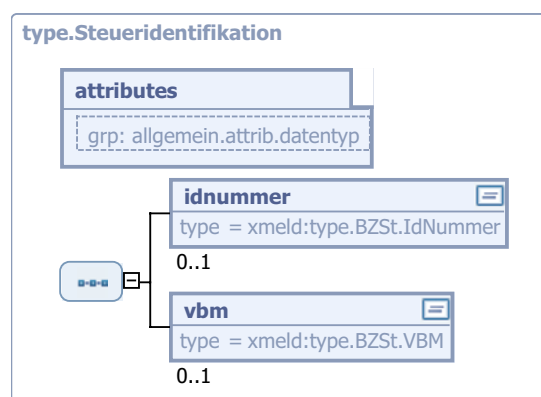 type.Steueridentifikation
attributes
grp: allgemein.attrib.datentyp
idnummer
type = xmeld:type.BZSt.IdNummer
0..1
vbm
type = xmeld:type.BZSt.VBM
0..1